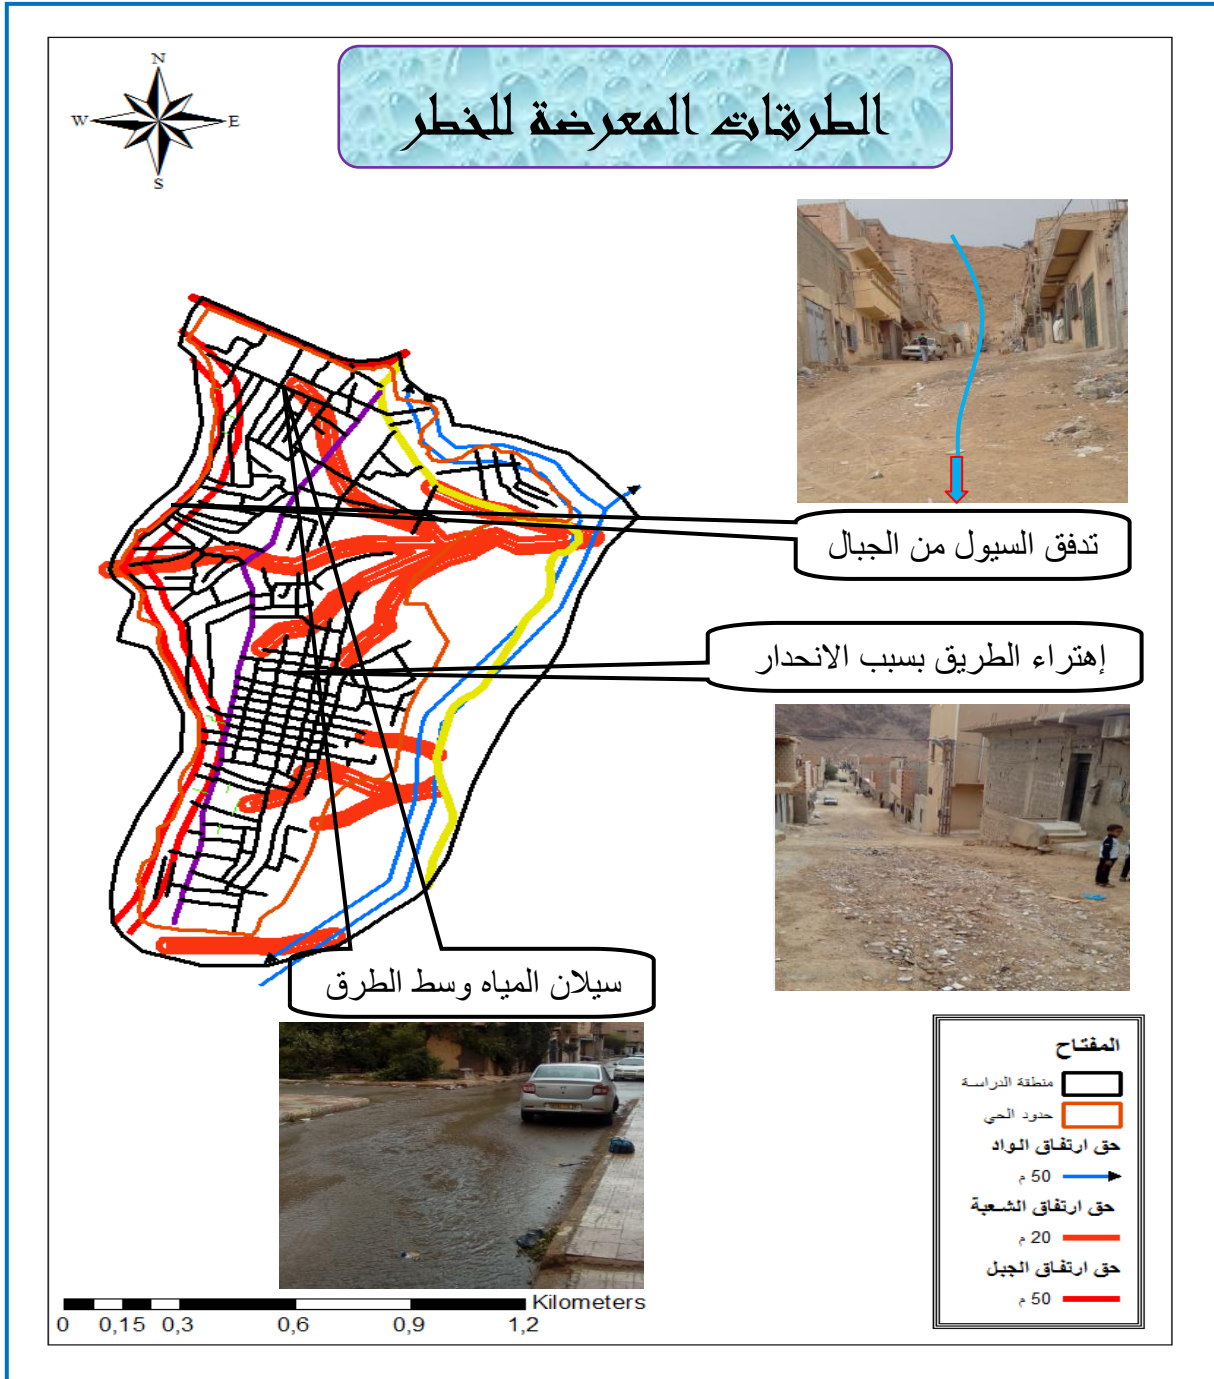 N
W E
S
الطرقات المعرضة للخطر
تدفق السيول من الجبال
إهتراء الطريق بسبب الانحدار
سيلان المياه وسط الطرق
المفتاح
منطقة الدراسة
حدود الحي
حق ارتفاق الواد
50 م
حق ارتفاق الشعبة
20 م
حق ارتفاق الجبل
50 م
Kilometers
0 0,15 0,3 0,6 0,9 1,2